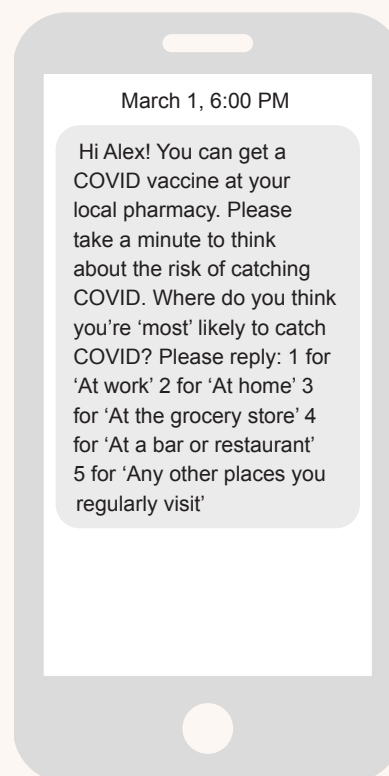 March 1, 6:00 PM
Hi Alex! You can get a
COVID vaccine at your
local pharmacy. Please
take a minute to think
about the risk of catching
COVID. Where do you think
you’re ‘most’ likely to catch
COVID? Please reply: 1 for
‘At work’ 2 for ‘At home’ 3
for ‘At the grocery store’ 4
for ‘At a bar or restaurant’
5 for ‘Any other places you
regularly visit’